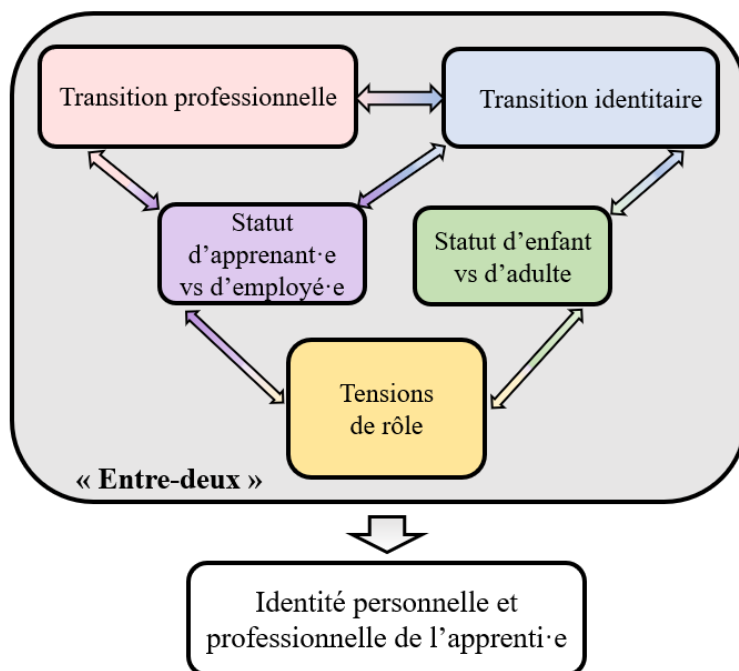 Transition professionnelle
Transition identitaire
Statut
d’apprenant·e
vs d’employé·e
Statut d’enfant
vs d’adulte
Tensions
de rôle
« Entre-deux »
Identité personnelle et
professionnelle de l’apprenti·e